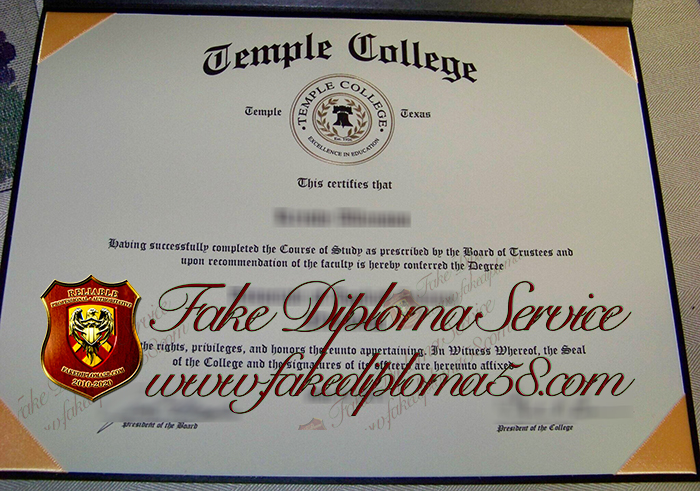 Temple College
Temple
Texas
TEMPLE COLLEGE
EXCELLENCE IN EDUCATION
This certifies that
Having successfully completed the Course of Study as prescribed by the Board of Trustees and
upon recommendation of the faculty is hereby conferred the Degree
RELIABLE
PROFESSIONAL & AUTHORITATIVE
FAKEDIPLOMA58.COM
2010-2020
Fake Diploma Service
the rights, privileges, and honors thereunto appertaining. In Witness Whereof, the Seal
of the College and the signatures of its officers are hereunto affixed
www.fakediploma58.com
president of the Board
President of the College